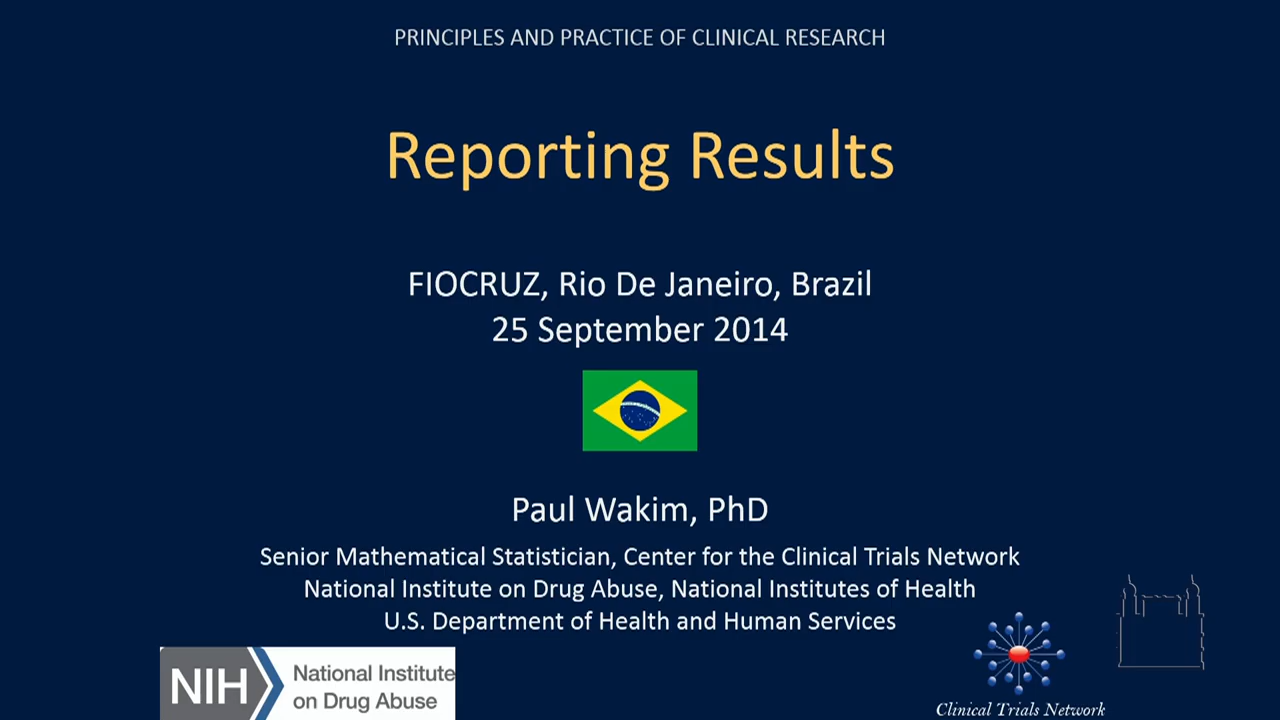 PRINCIPLES AND PRACTICE OF CLINICAL RESEARCH
Reporting Results
FIOCRUZ, Rio De Janeiro, Brazil
25 September 2014
Paul Wakim, PhD
Senior Mathematical Statistician, Center for the Clinical Trials Network
National Institute on Drug Abuse, National Institutes of Health
U.S. Department of Health and Human Services
NIH
National Institute
on Drug Abuse
Clinical Trials Network